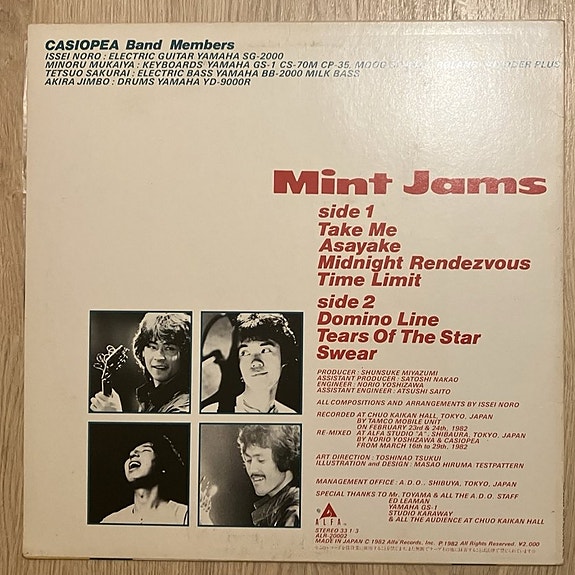 CASIOPEA Band Members
ISSEI NORO : ELECTRIC GUITAR YAMAHA SG-2000
MINORU MUKAIYA : KEYBOARDS YAMAHA GS-1 CS-70M CP-35, MOOG PLUS
TETSUO SAKURAI : ELECTRIC BASS YAMAHA BB-2000 MILK BASS
AKIRA JIMBO : DRUMS YAMAHA YD-9000R
Mint Jams
side 1
Take Me
Asayake
Midnight Rendezvous
Time Limit
side 2
Domino Line
Tears Of The Star
Swear
PRODUCER : SHUNSUKE MIYAZUMI
ASSISTANT PRODUCER : SATOSHI NAKAO
ENGINEER : NORIO YOSHIZAWA
ASSISTANT ENGINEER : ATSUSHI SAITO
ALL COMPOSITIONS AND ARRANGEMENTS BY ISSEI NORO
RECORDED AT CHUO KAIKAN HALL, TOKYO, JAPAN
BY TAMCO MOBILE UNIT
ON FEBRUARY 23rd & 24th, 1982
RE-MIXED AT ALFA STUDIO "A", SHIBAURA, TOKYO, JAPAN
BY NORIO YOSHIZAWA & CASIOPEA
FROM MARCH 16th to 29th, 1982
ART DIRECTION : TOSHINAO TSUKUI
ILLUSTRATION and DESIGN : MASAO HIRUMA TESTPATTERN
MANAGEMENT OFFICE : A.D.O., SHIBUYA, TOKYO, JAPAN
SPECIAL THANKS TO Mr. TOYAMA & ALL THE A.D.O. STAFF
ED LEAMAN
YAMAHA GS-1
STUDIO KARAWAY
& ALL THE AUDIENCE AT CHUO KAIKAN HALL
ALFA
STEREO 33 1/3
ALR-20002
MADE IN JAPAN © 1982 Alfa Records, Inc. P.1982 All Rights Reserved. ¥2,000